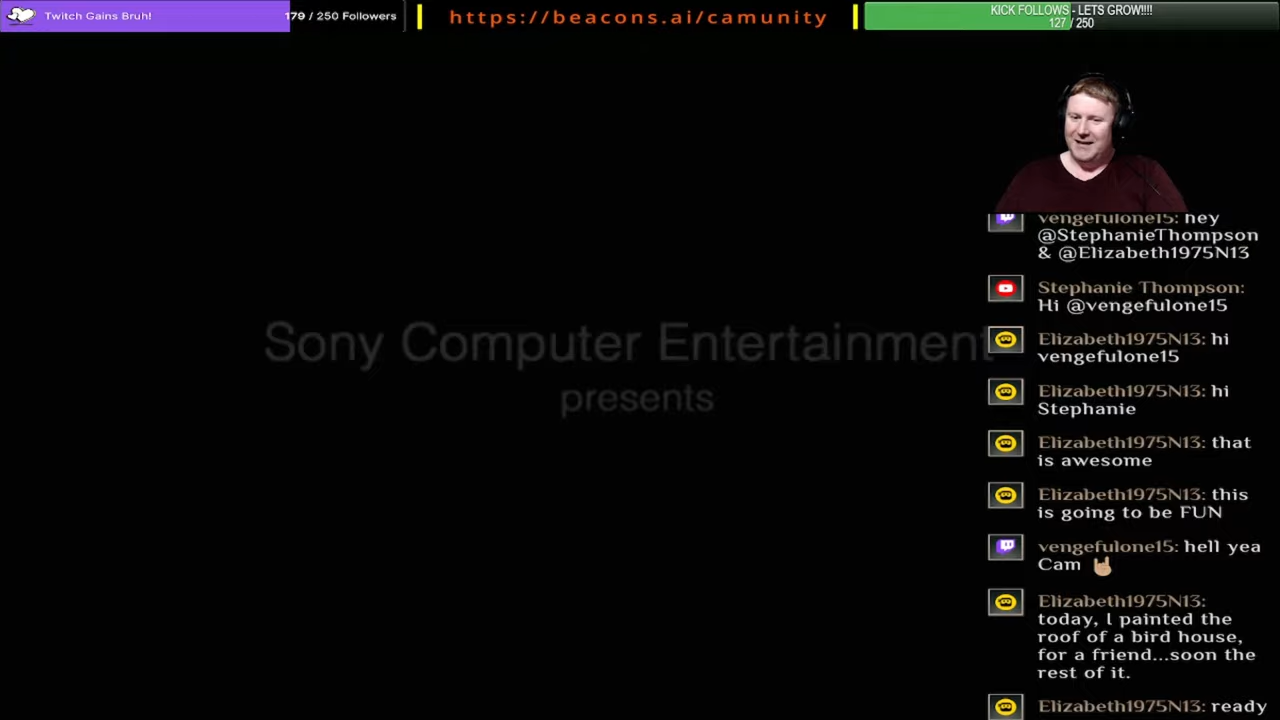 Twitch Gains Bruh!
179 / 250 Followers
https://beacons.ai/camunity
KICK FOLLOWS - LETS GROW!!!!
127 / 250
Sony Computer Entertainment
presents
vengefulone15: hey
@StephanieThompson
& @Elizabeth1975N13
Stephanie Thompson:
Hi @vengefulone15
Elizabeth1975N13: hi
vengefulone15
Elizabeth1975N13: hi
Stephanie
Elizabeth1975N13: that
is awesome
Elizabeth1975N13: this
is going to be FUN
vengefulone15: hell yea
Cam 🤘🏼
Elizabeth1975N13:
today, I painted the
roof of a bird house,
for a friend...soon the
rest of it.
Elizabeth1975N13: ready